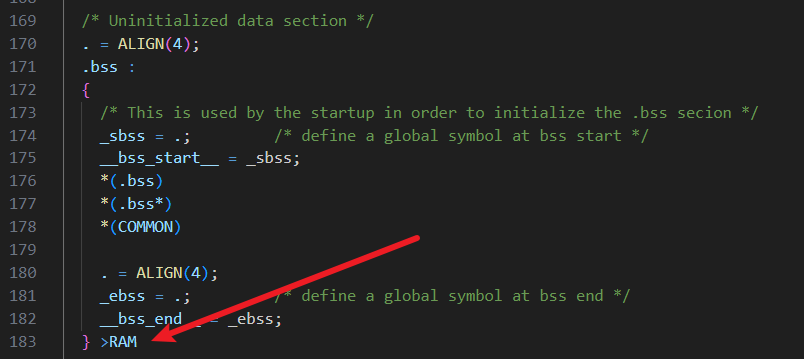 169 /* Uninitialized data section */
170 . = ALIGN(4);
171 .bss :
172 {
173 /* This is used by the startup in order to initialize the .bss secion */
174 _sbss = .; /* define a global symbol at bss start */
175 __bss_start__ = _sbss;
176 *(.bss)
177 *(.bss*)
178 *(COMMON)
179
180 . = ALIGN(4);
181 _ebss = .; /* define a global symbol at bss end */
182 __bss_end = _ebss;
183 } >RAM